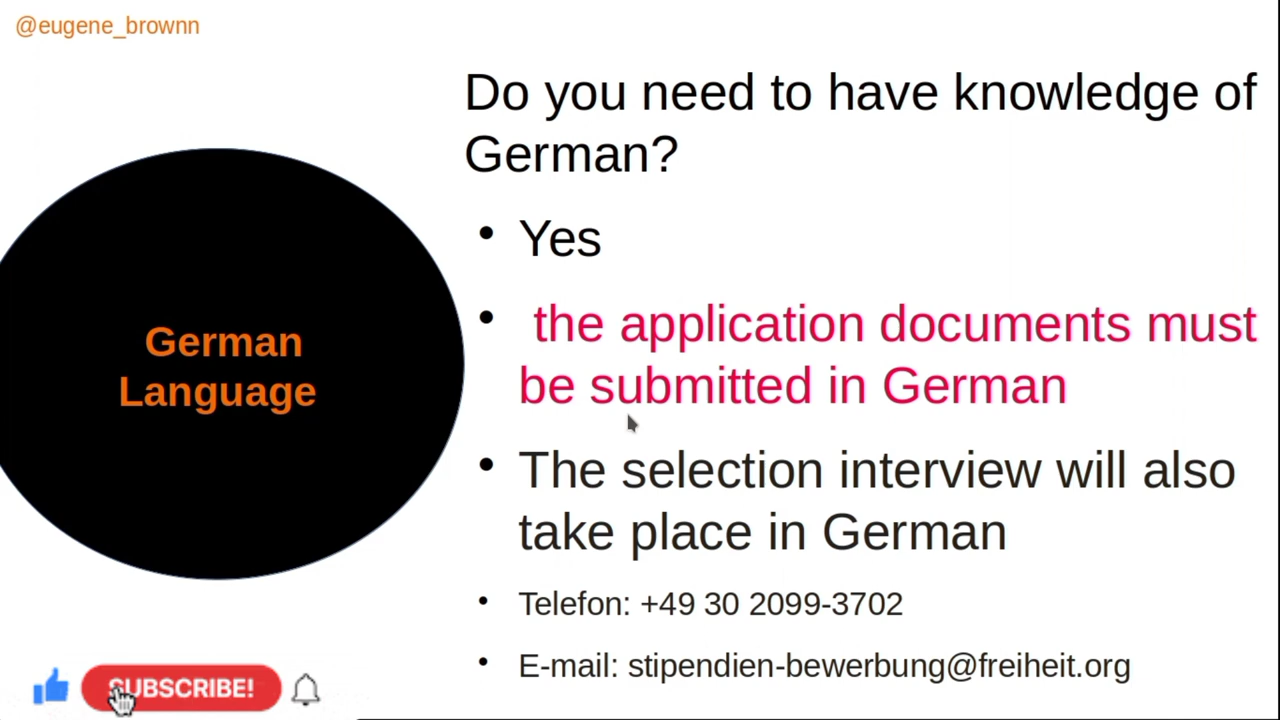 @eugene_brownn
Do you need to have knowledge of
German?
• Yes
• the application documents must
be submitted in German
• The selection interview will also
take place in German
• Telefon: +49 30 2099-3702
• E-mail: stipendien-bewerbung@freiheit.org
German
Language
SUBSCRIBE!